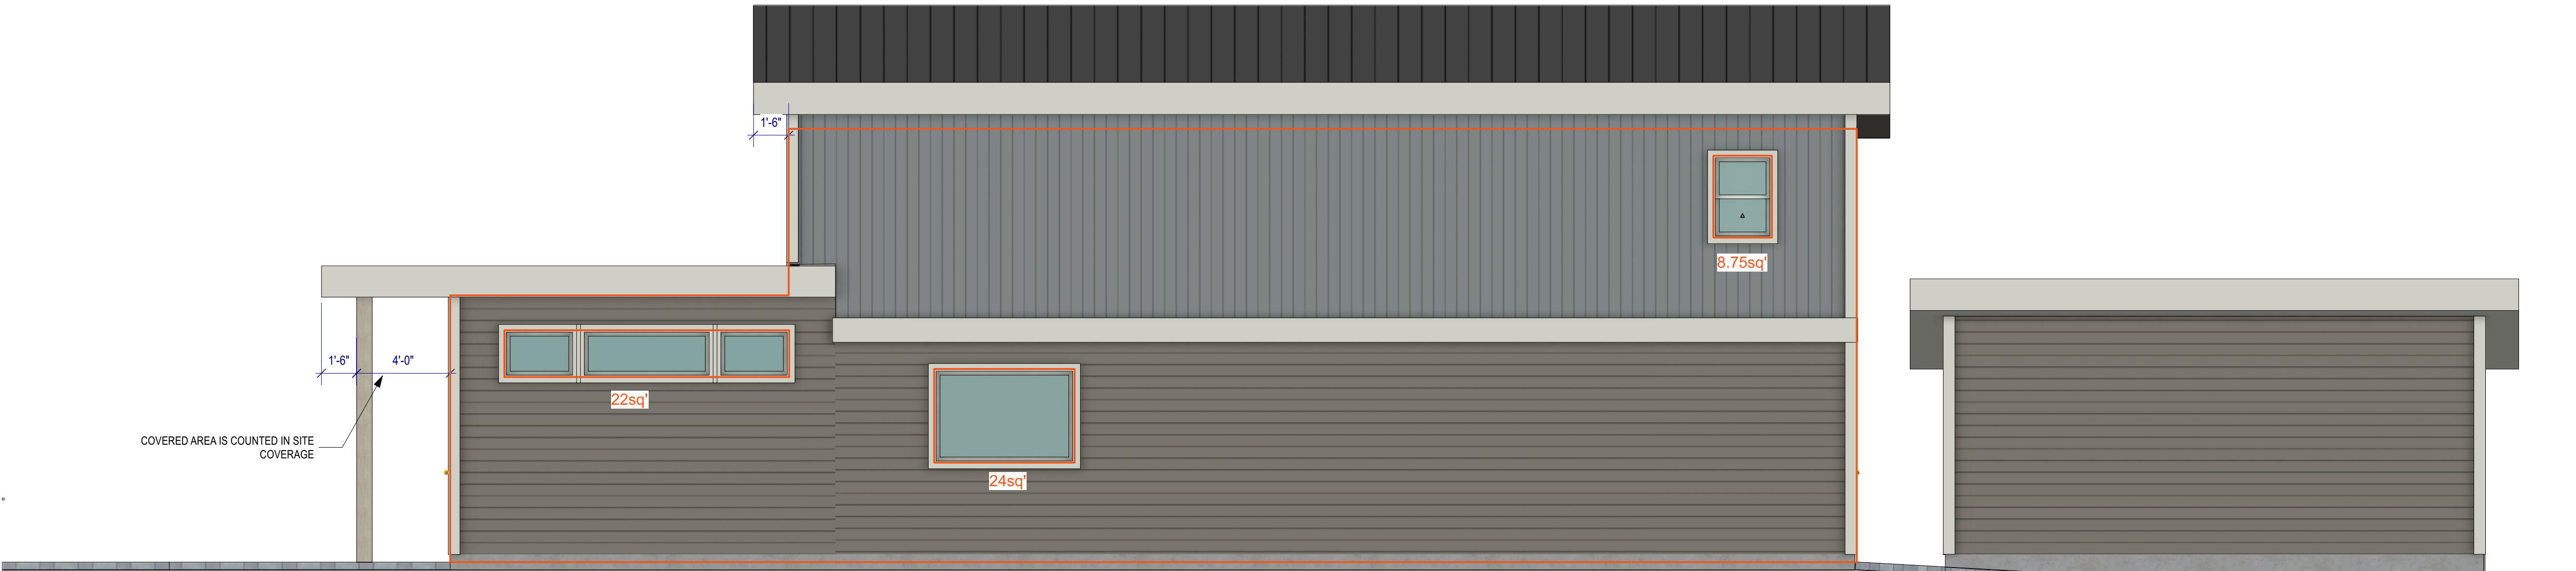 1'-6"
8.75sq'
1'-6"
4'-0"
22sq'
COVERED AREA IS COUNTED IN SITE
COVERAGE
24sq'